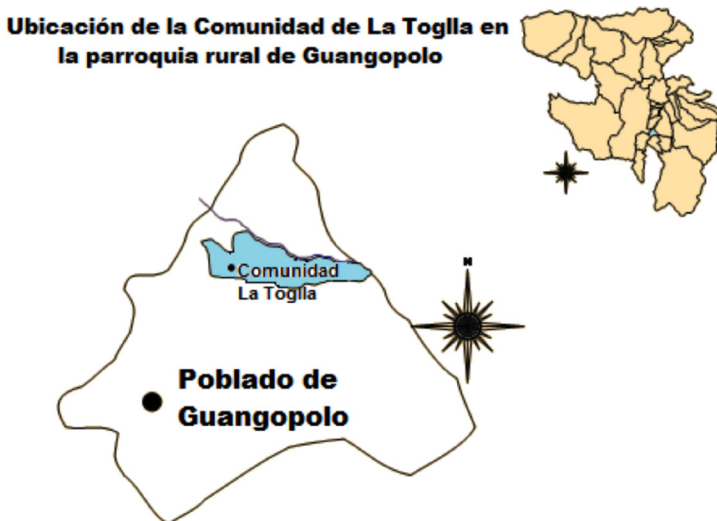 Ubicación de la Comunidad de La Toglla en
la parroquia rural de Guangopolo
N
Comunidad
La Toglla
Poblado de
Guangopolo